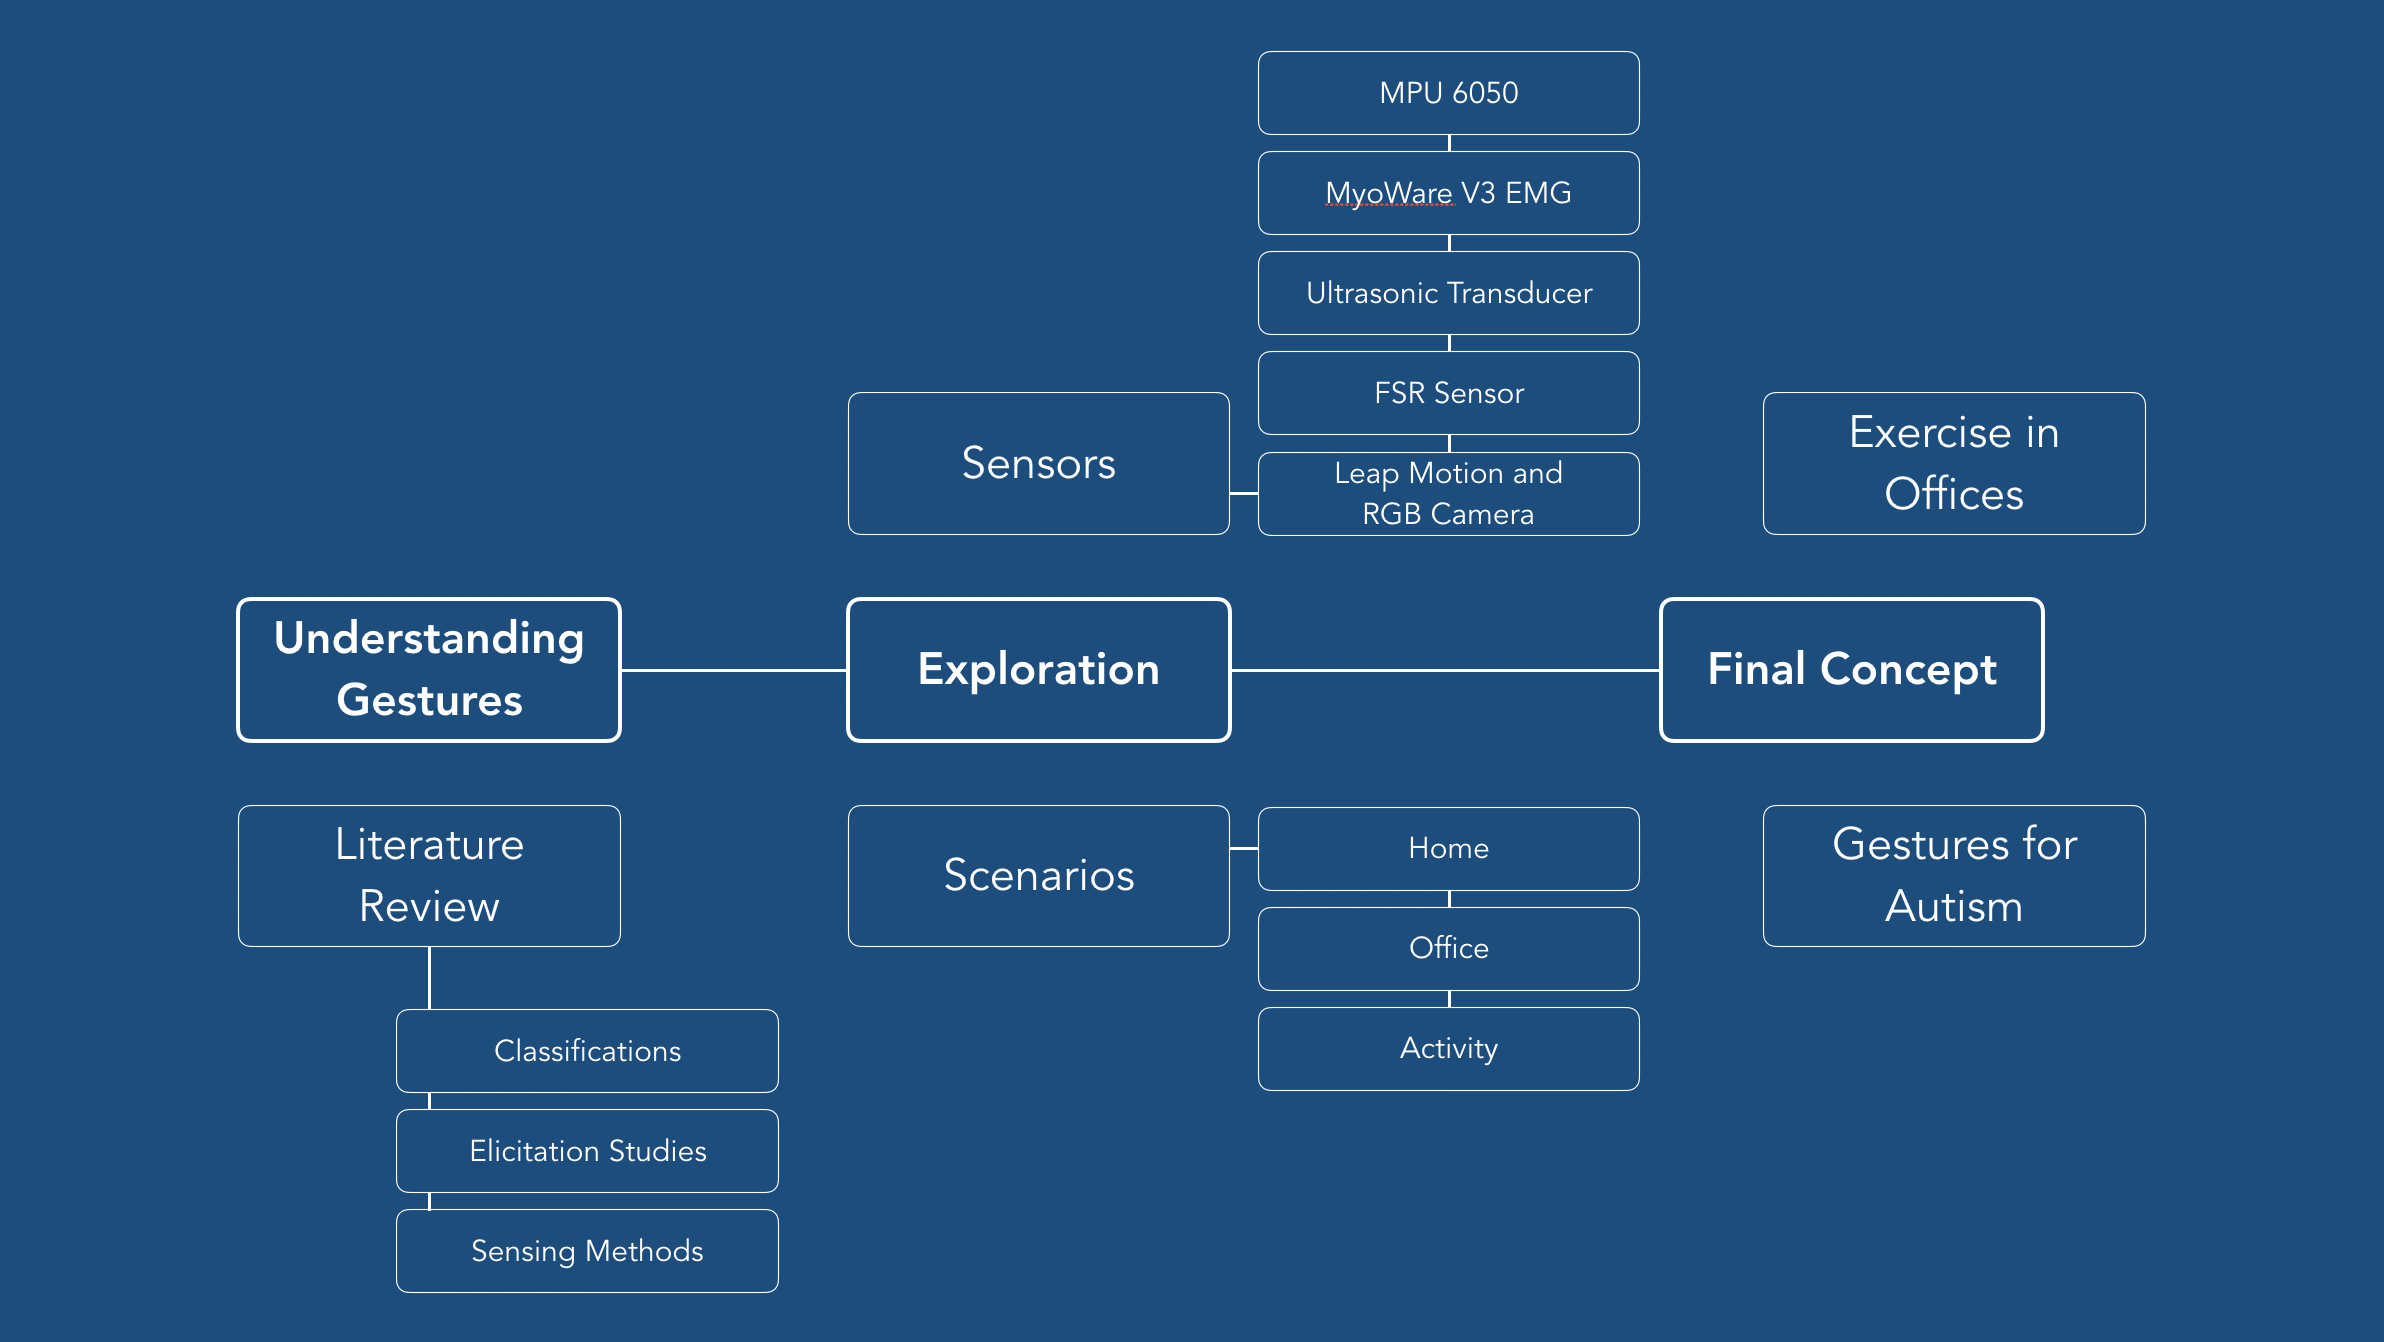 MPU 6050
MyoWare V3 EMG
Ultrasonic Transducer
FSR Sensor
Leap Motion and
RGB Camera
Sensors
Exercise in
Offices
Understanding
Gestures
Exploration
Final Concept
Literature
Review
Scenarios
Home
Office
Activity
Gestures for
Autism
Classifications
Elicitation Studies
Sensing Methods